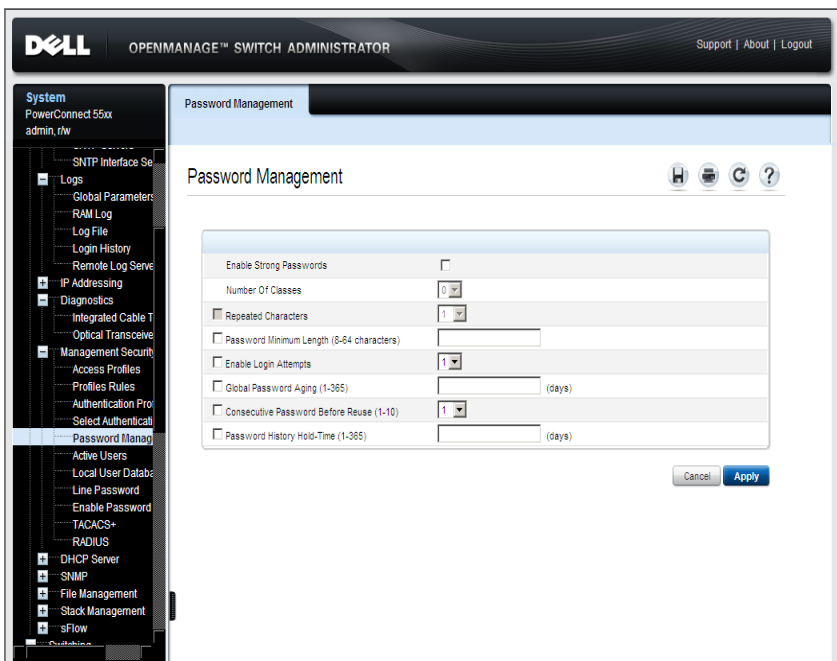 DELL
OPENMANAGE™ SWITCH ADMINISTRATOR
Support | About | Logout
System
PowerConnect 55xx
admin, r/w
Password Management
SNTP Interface Se
Logs
Global Parameters
RAM Log
Log File
Login History
Remote Log Serve
IP Addressing
Diagnostics
Integrated Cable T
Optical Transceive
Management Security
Access Profiles
Profiles Rules
Authentication Prof
Select Authenticati
Password Manag
Active Users
Local User Databa
Line Password
Enable Password
TACACS+
RADIUS
DHCP Server
SNMP
File Management
Stack Management
sFlow
Switching
Password Management
Enable Strong Passwords
Number Of Classes 0
Repeated Characters 1
Password Minimum Length (8-64 characters)
Enable Login Attempts 1
Global Password Aging (1-365) (days)
Consecutive Password Before Reuse (1-10) 1
Password History Hold-Time (1-365) (days)
Cancel Apply